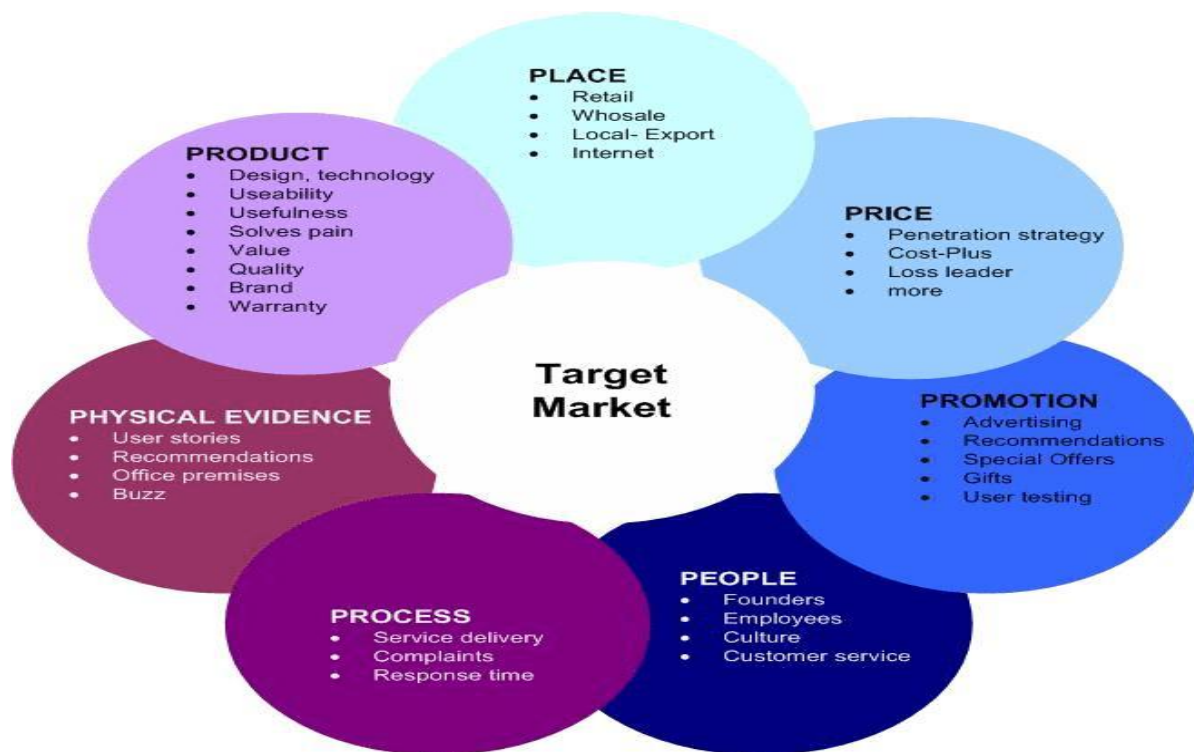 PLACE
• Retail
• Whosale
• Local- Export
• Internet
PRICE
• Penetration strategy
• Cost-Plus
• Loss leader
• more
PROMOTION
• Advertising
• Recommendations
• Special Offers
• Gifts
• User testing
PEOPLE
• Founders
• Employees
• Culture
• Customer service
PROCESS
• Service delivery
• Complaints
• Response time
PHYSICAL EVIDENCE
• User stories
• Recommendations
• Office premises
• Buzz
PRODUCT
• Design, technology
• Useability
• Usefulness
• Solves pain
• Value
• Quality
• Brand
• Warranty
Target
Market